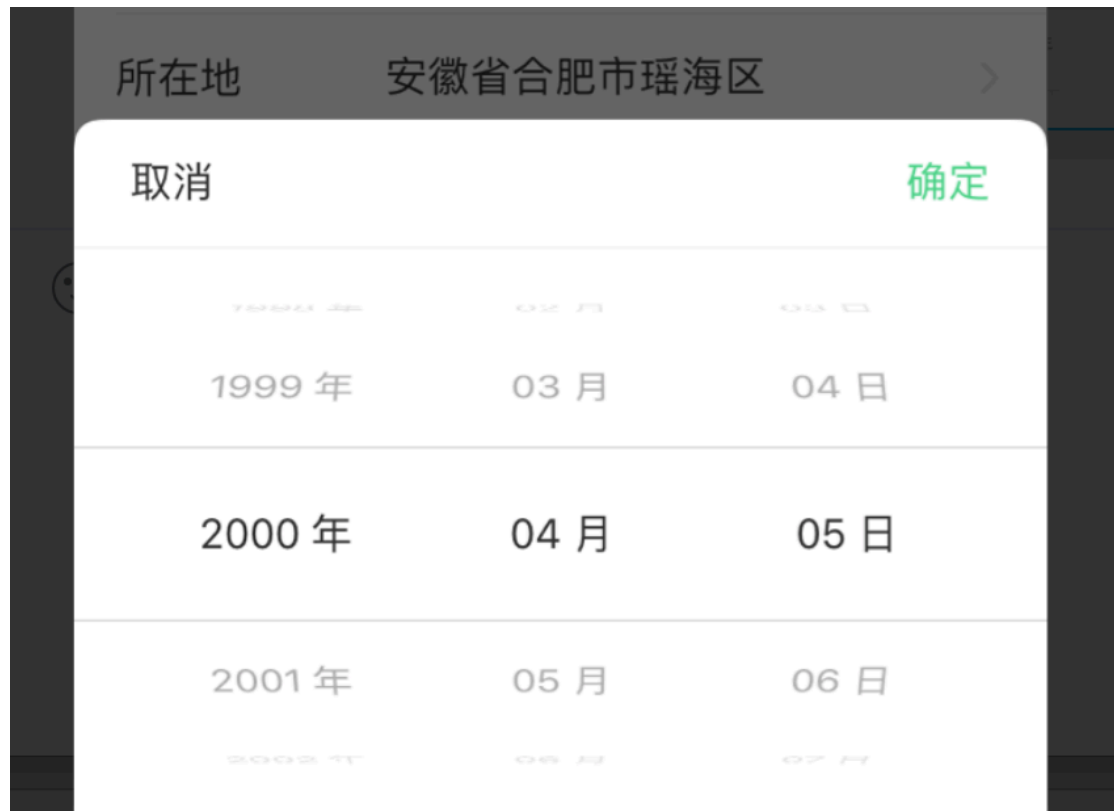 所在地 安徽省合肥市瑶海区
取消 确定
1999 年 03 月 04 日
2000 年 04 月 05 日
2001 年 05 月 06 日